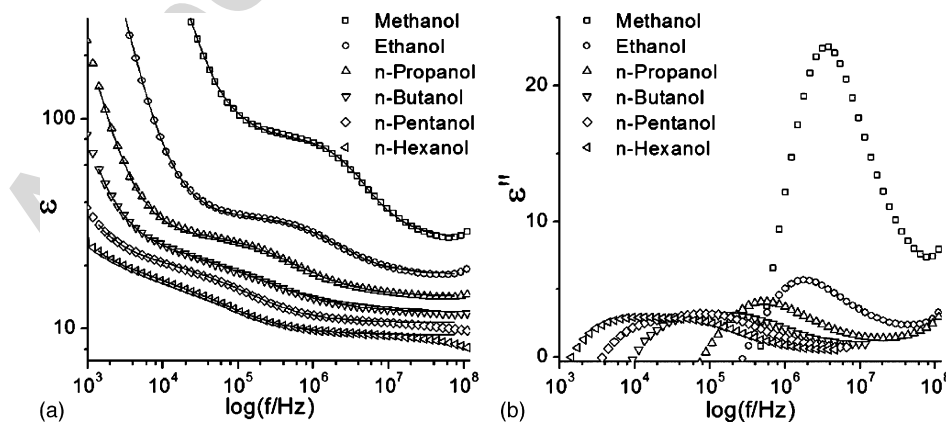 Methanol
Ethanol
n-Propanol
n-Butanol
n-Pentanol
n-Hexanol
100
10
ε
10³ 10⁴ 10⁵ 10⁶ 10⁷ 10⁸
log(f/Hz)
(a)
Methanol
Ethanol
n-Propanol
n-Butanol
n-Pentanol
n-Hexanol
20
10
0
ε"
10³ 10⁴ 10⁵ 10⁶ 10⁷ 10⁸
log(f/Hz)
(b)